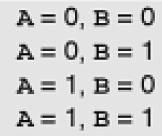 A = 0, B = 0
A = 0, B = 1
A = 1, B = 0
A = 1, B = 1